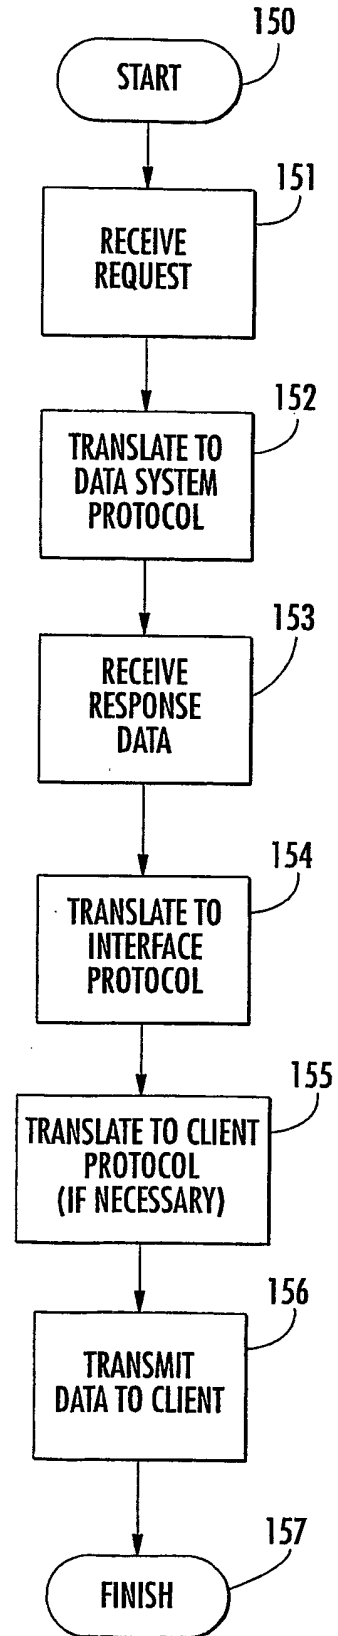 150
START
151
RECEIVE
REQUEST
152
TRANSLATE TO
DATA SYSTEM
PROTOCOL
153
RECEIVE
RESPONSE
DATA
154
TRANSLATE TO
INTERFACE
PROTOCOL
155
TRANSLATE TO CLIENT
PROTOCOL
(IF NECESSARY)
156
TRANSMIT
DATA TO CLIENT
157
FINISH